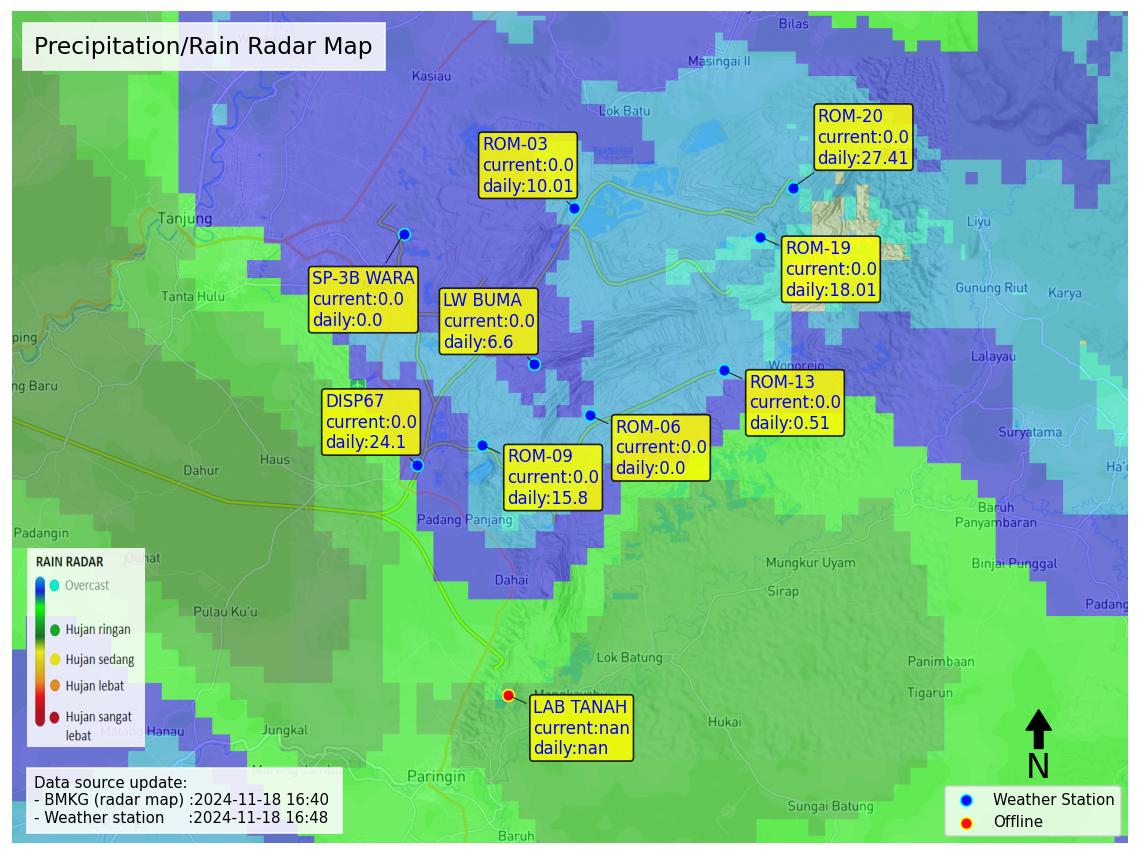 Precipitation/Rain Radar Map
Bilas
Masingai II
Kasiau
Lok Batu
ROM-20
current:0.0
daily:27.41
ROM-03
current:0.0
daily:10.01
Tanjung
Liyu
ROM-19
current:0.0
daily:18.01
SP-3B WARA
current:0.0
daily:0.0
Tanta Hulu
LW BUMA
current:0.0
daily:6.6
Gunung Riut
Karya
ping
Lalayau
Wonorejo
ng Baru
ROM-13
current:0.0
daily:0.51
DISP67
current:0.0
daily:24.1
ROM-06
current:0.0
daily:0.0
Suryatama
ROM-09
current:0.0
daily:15.8
Haus
Dahur
Ha'u
Padangin
Padang Panjang
Baruh
Panyambaran
Mungkur Uyam
Binjai Punggal
Dahai
Sirap
Padang
Pulau Ku'u
RAIN RADAR
Overcast
Hujan ringan
Hujan sedang
Hujan lebat
Hujan sangat
lebat
Lok Batung
Panimbaan
Tigarun
LAB TANAH
current:nan
daily:nan
Hukai
Jungkal
Paringin
Sungai Batung
Baruh
Data source update:
- BMKG (radar map) :2024-11-18 16:40
- Weather station :2024-11-18 16:48
N
Weather Station
Offline